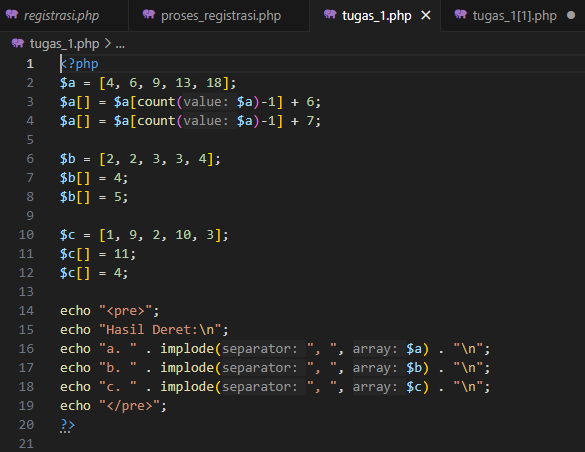 registrasi.php proses_registrasi.php tugas_1.php tugas_1[1].php
tugas_1.php > ...
1 <?php
2 $a = [4, 6, 9, 13, 18];
3 $a[] = $a[count(value: $a)-1] + 6;
4 $a[] = $a[count(value: $a)-1] + 7;
5
6 $b = [2, 2, 3, 3, 4];
7 $b[] = 4;
8 $b[] = 5;
9
10 $c = [1, 9, 2, 10, 3];
11 $c[] = 11;
12 $c[] = 4;
13
14 echo "<pre>";
15 echo "Hasil Deret:\n";
16 echo "a. " . implode(separator: ", ", array: $a) . "\n";
17 echo "b. " . implode(separator: ", ", array: $b) . "\n";
18 echo "c. " . implode(separator: ", ", array: $c) . "\n";
19 echo "</pre>";
20 ?>
21